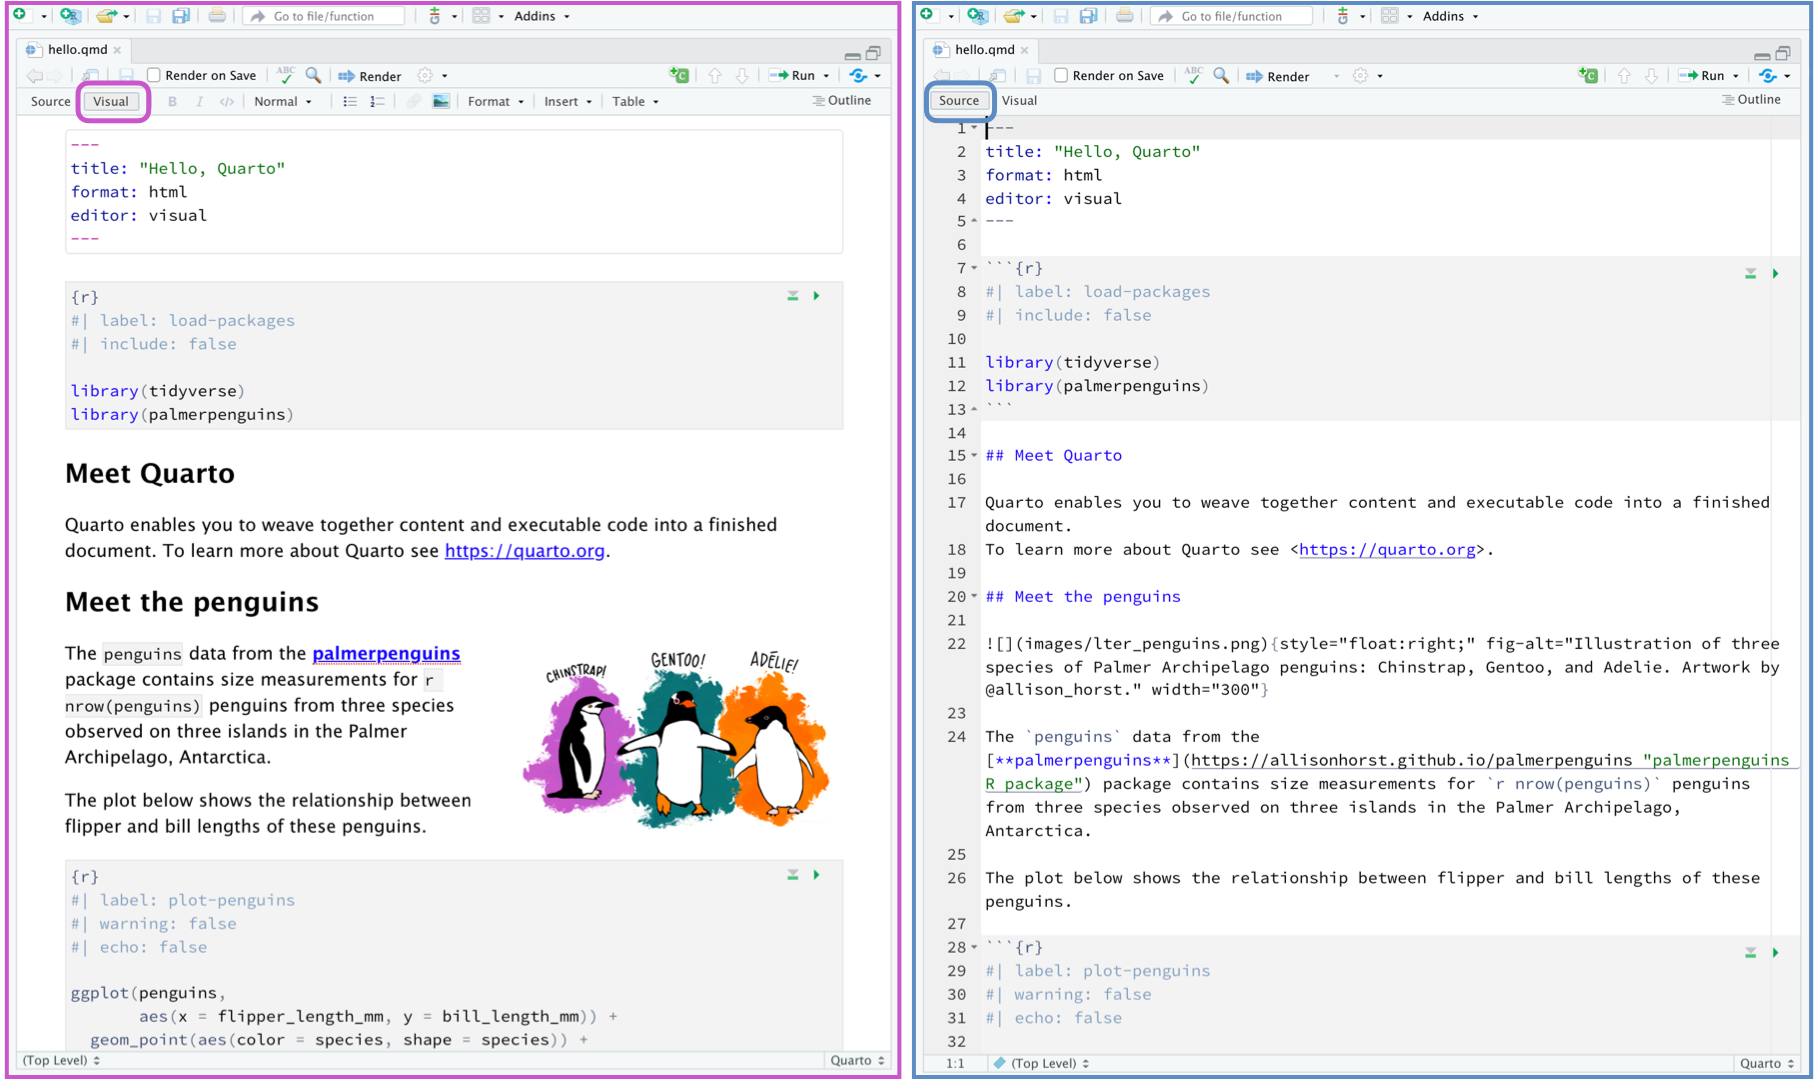 Go to file/function
Addins
hello.qmd
Render on Save
ABC
Render
Run
Source
Visual
B I </>
Normal
Format
Insert
Table
Outline
---
title: "Hello, Quarto"
format: html
editor: visual
---
{r}
#| label: load-packages
#| include: false
library(tidyverse)
library(palmerpenguins)
Meet Quarto
Quarto enables you to weave together content and executable code into a finished
document. To learn more about Quarto see https://quarto.org.
Meet the penguins
The penguins data from the palmerpenguins
package contains size measurements for r
nrow(penguins) penguins from three species
observed on three islands in the Palmer
Archipelago, Antarctica.
CHINSTRAP!
GENTOO!
ADÉLIE!
The plot below shows the relationship between
flipper and bill lengths of these penguins.
{r}
#| label: plot-penguins
#| warning: false
#| echo: false
ggplot(penguins,
aes(x = flipper_length_mm, y = bill_length_mm)) +
geom_point(aes(color = species, shape = species)) +
(Top Level)
Quarto
Go to file/function
Addins
hello.qmd
Render on Save
ABC
Render
Run
Source
Visual
Outline
1 ---
2 title: "Hello, Quarto"
3 format: html
4 editor: visual
5 ---
6
7 ```{r}
8 #| label: load-packages
9 #| include: false
10
11 library(tidyverse)
12 library(palmerpenguins)
13 ```
14
15 ## Meet Quarto
16
17 Quarto enables you to weave together content and executable code into a finished
document.
18 To learn more about Quarto see <https://quarto.org>.
19
20 ## Meet the penguins
21
22 ![](images/lter_penguins.png){style="float:right;" fig-alt="Illustration of three
species of Palmer Archipelago penguins: Chinstrap, Gentoo, and Adelie. Artwork by
@allison_horst." width="300"}
23
24 The `penguins` data from the
[**palmerpenguins**](https://allisonhorst.github.io/palmerpenguins "palmerpenguins
R package") package contains size measurements for `r nrow(penguins)` penguins
from three species observed on three islands in the Palmer Archipelago,
Antarctica.
25
26 The plot below shows the relationship between flipper and bill lengths of these
penguins.
27
28 ```{r}
29 #| label: plot-penguins
30 #| warning: false
31 #| echo: false
32
1:1
(Top Level)
Quarto